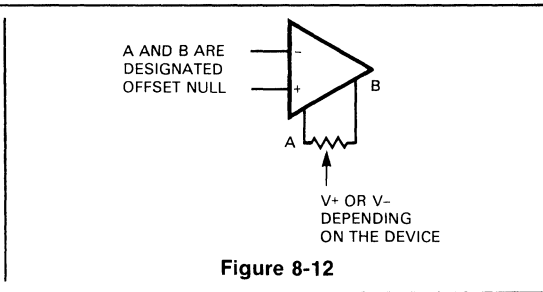 A AND B ARE
DESIGNATED
OFFSET NULL
−
+
B
A
V+ OR V−
DEPENDING
ON THE DEVICE
Figure 8-12